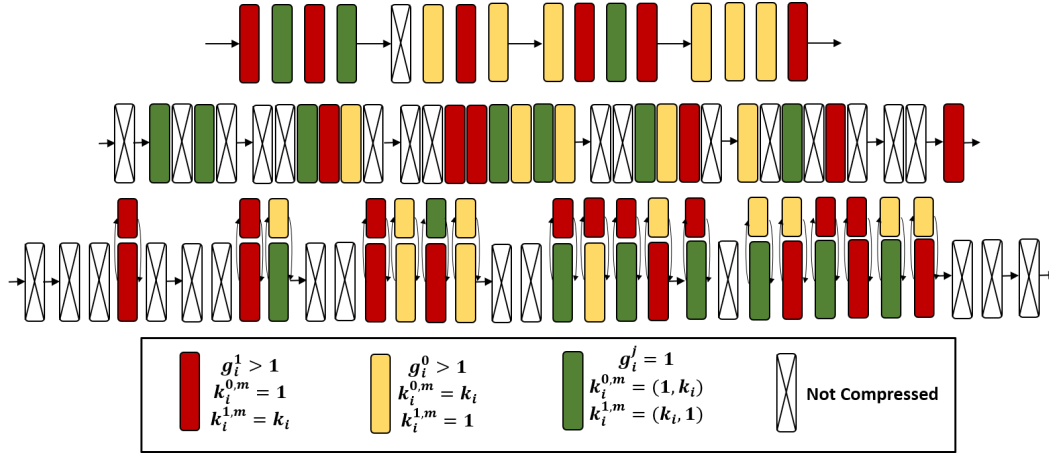 g_i^1 > 1
k_i^{0,m} = 1
k_i^{1,m} = k_i
g_i^0 > 1
k_i^{0,m} = k_i
k_i^{1,m} = 1
g_i^j = 1
k_i^{0,m} = (1, k_i)
k_i^{1,m} = (k_i, 1)
Not Compressed